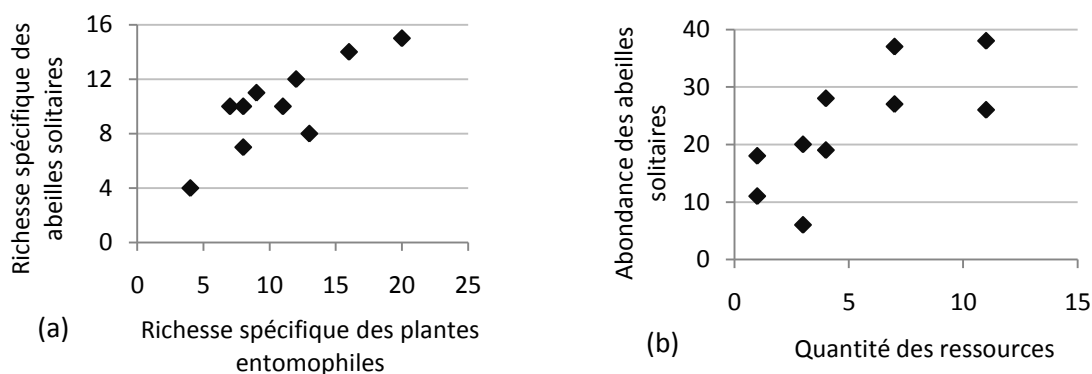 Richesse spécifique des
abeilles solitaires
16
12
8
4
0
0 5 10 15 20 25
(a)
Richesse spécifique des plantes
entomophiles
Abondance des abeilles
solitaires
40
30
20
10
0
0 5 10 15
(b)
Quantité des ressources